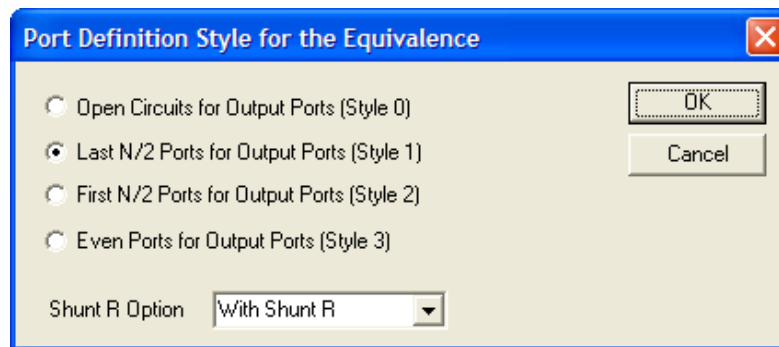 Port Definition Style for the Equivalence
Open Circuits for Output Ports (Style 0)
OK
Last N/2 Ports for Output Ports (Style 1)
Cancel
First N/2 Ports for Output Ports (Style 2)
Even Ports for Output Ports (Style 3)
Shunt R Option With Shunt R